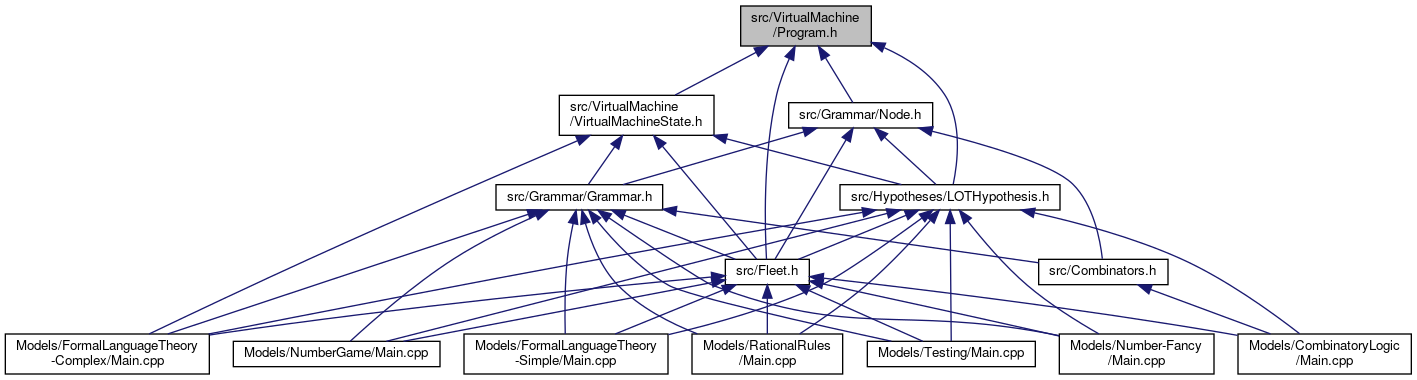 src/VirtualMachine
/Program.h
src/VirtualMachine
/VirtualMachineState.h
src/Grammar/Node.h
src/Grammar/Grammar.h
src/Hypotheses/LOTHypothesis.h
src/Fleet.h
src/Combinators.h
Models/FormalLanguageTheory
-Complex/Main.cpp
Models/NumberGame/Main.cpp
Models/FormalLanguageTheory
-Simple/Main.cpp
Models/RationalRules
/Main.cpp
Models/Testing/Main.cpp
Models/Number-Fancy
/Main.cpp
Models/CombinatoryLogic
/Main.cpp